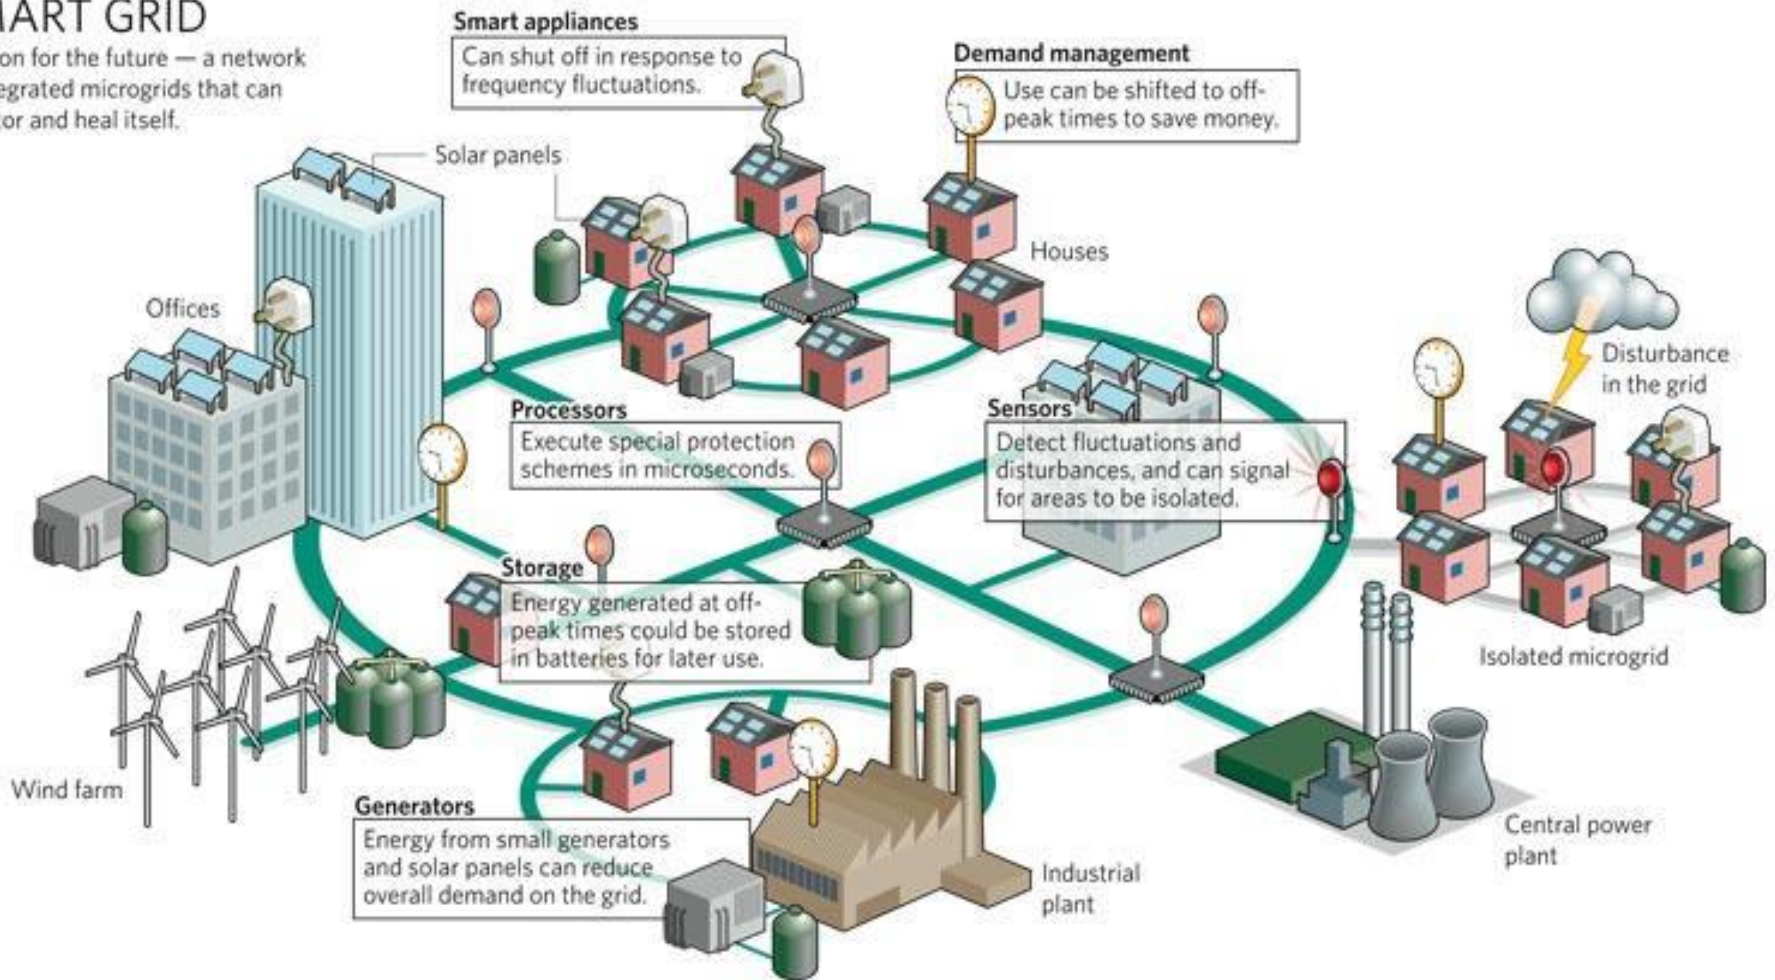 MART GRID
on for the future — a network
egrated microgrids that can
tor and heal itself.
Smart appliances
Can shut off in response to
frequency fluctuations.
Demand management
Use can be shifted to off-
peak times to save money.
Solar panels
Houses
Offices
Disturbance
in the grid
Processors
Execute special protection
schemes in microseconds.
Sensors
Detect fluctuations and
disturbances, and can signal
for areas to be isolated.
Storage
Energy generated at off-
peak times could be stored
in batteries for later use.
Isolated microgrid
Wind farm
Generators
Energy from small generators
and solar panels can reduce
overall demand on the grid.
Industrial
plant
Central power
plant